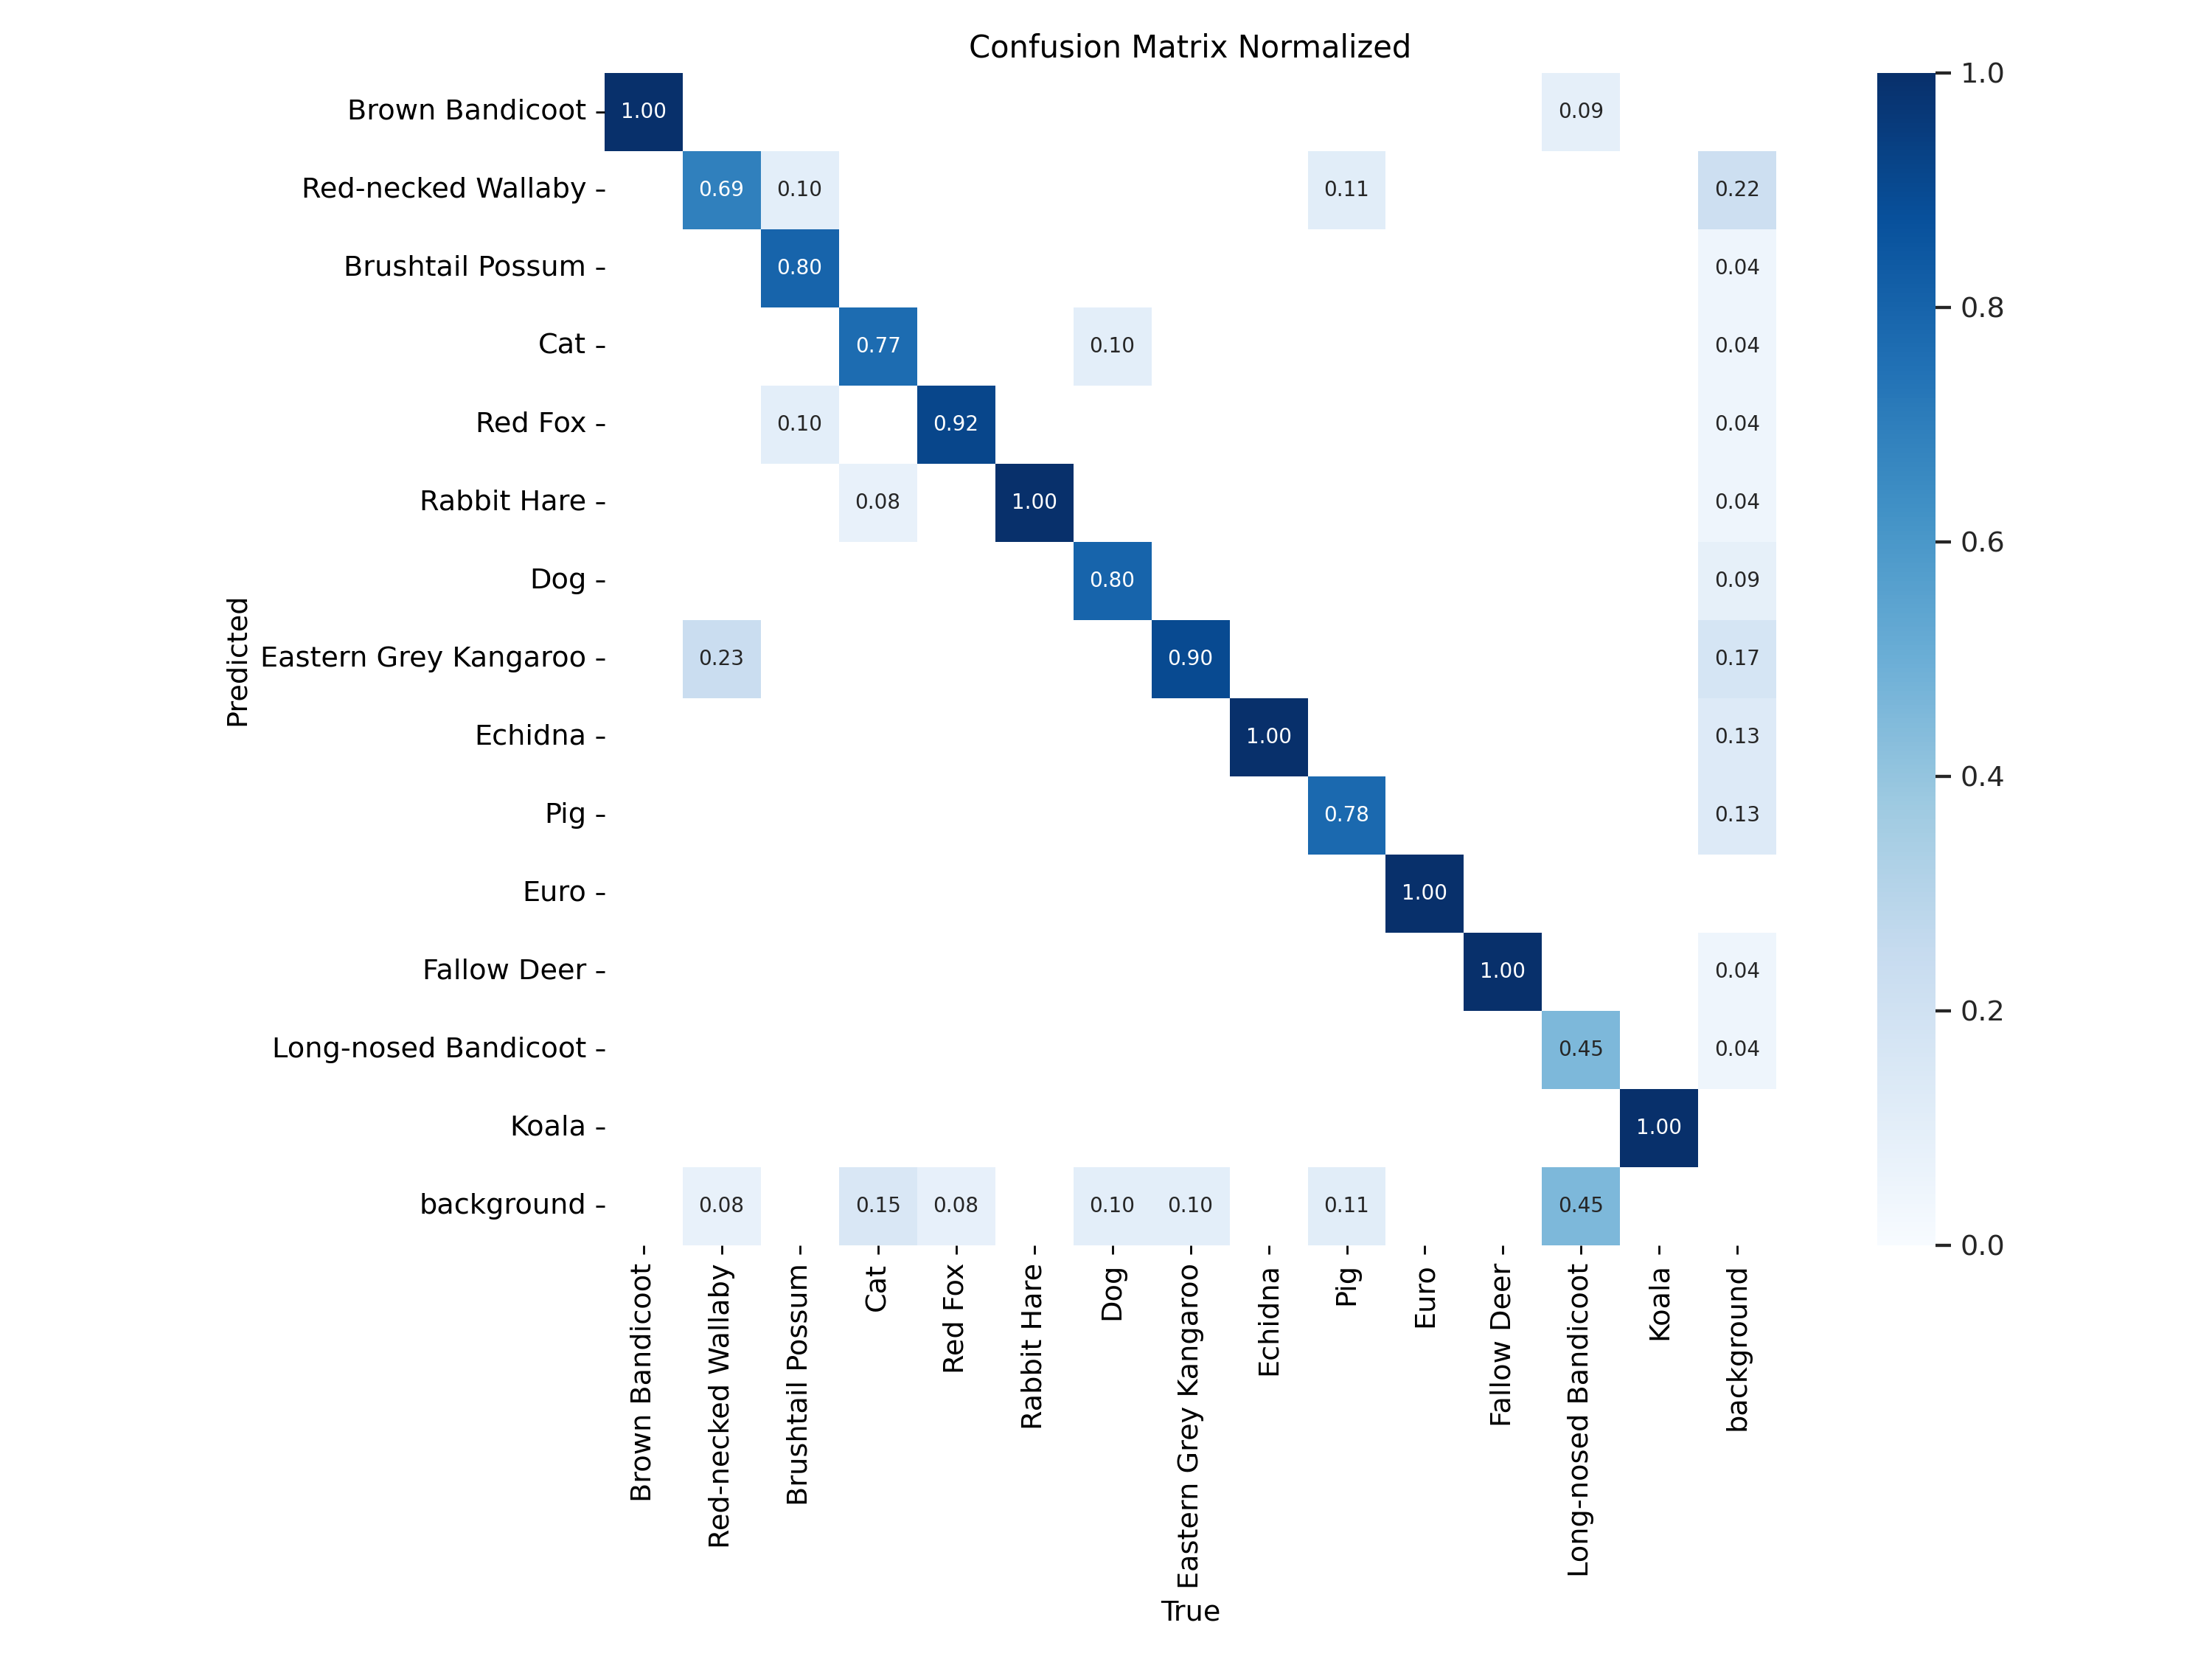 Confusion Matrix Normalized
Predicted
Brown Bandicoot 1.00 0.09
Red-necked Wallaby 0.69 0.10 0.11 0.22
Brushtail Possum 0.80 0.04
Cat 0.77 0.10 0.04
Red Fox 0.10 0.92 0.04
Rabbit Hare 0.08 1.00 0.04
Dog 0.80 0.09
Eastern Grey Kangaroo 0.23 0.90 0.17
Echidna 1.00 0.13
Pig 0.78 0.13
Euro 1.00
Fallow Deer 1.00 0.04
Long-nosed Bandicoot 0.45 0.04
Koala 1.00
background 0.08 0.15 0.08 0.10 0.10 0.11 0.45
Brown Bandicoot
Red-necked Wallaby
Brushtail Possum
Cat
Red Fox
Rabbit Hare
Dog
Eastern Grey Kangaroo
Echidna
Pig
Euro
Fallow Deer
Long-nosed Bandicoot
Koala
background
True
1.0
0.8
0.6
0.4
0.2
0.0